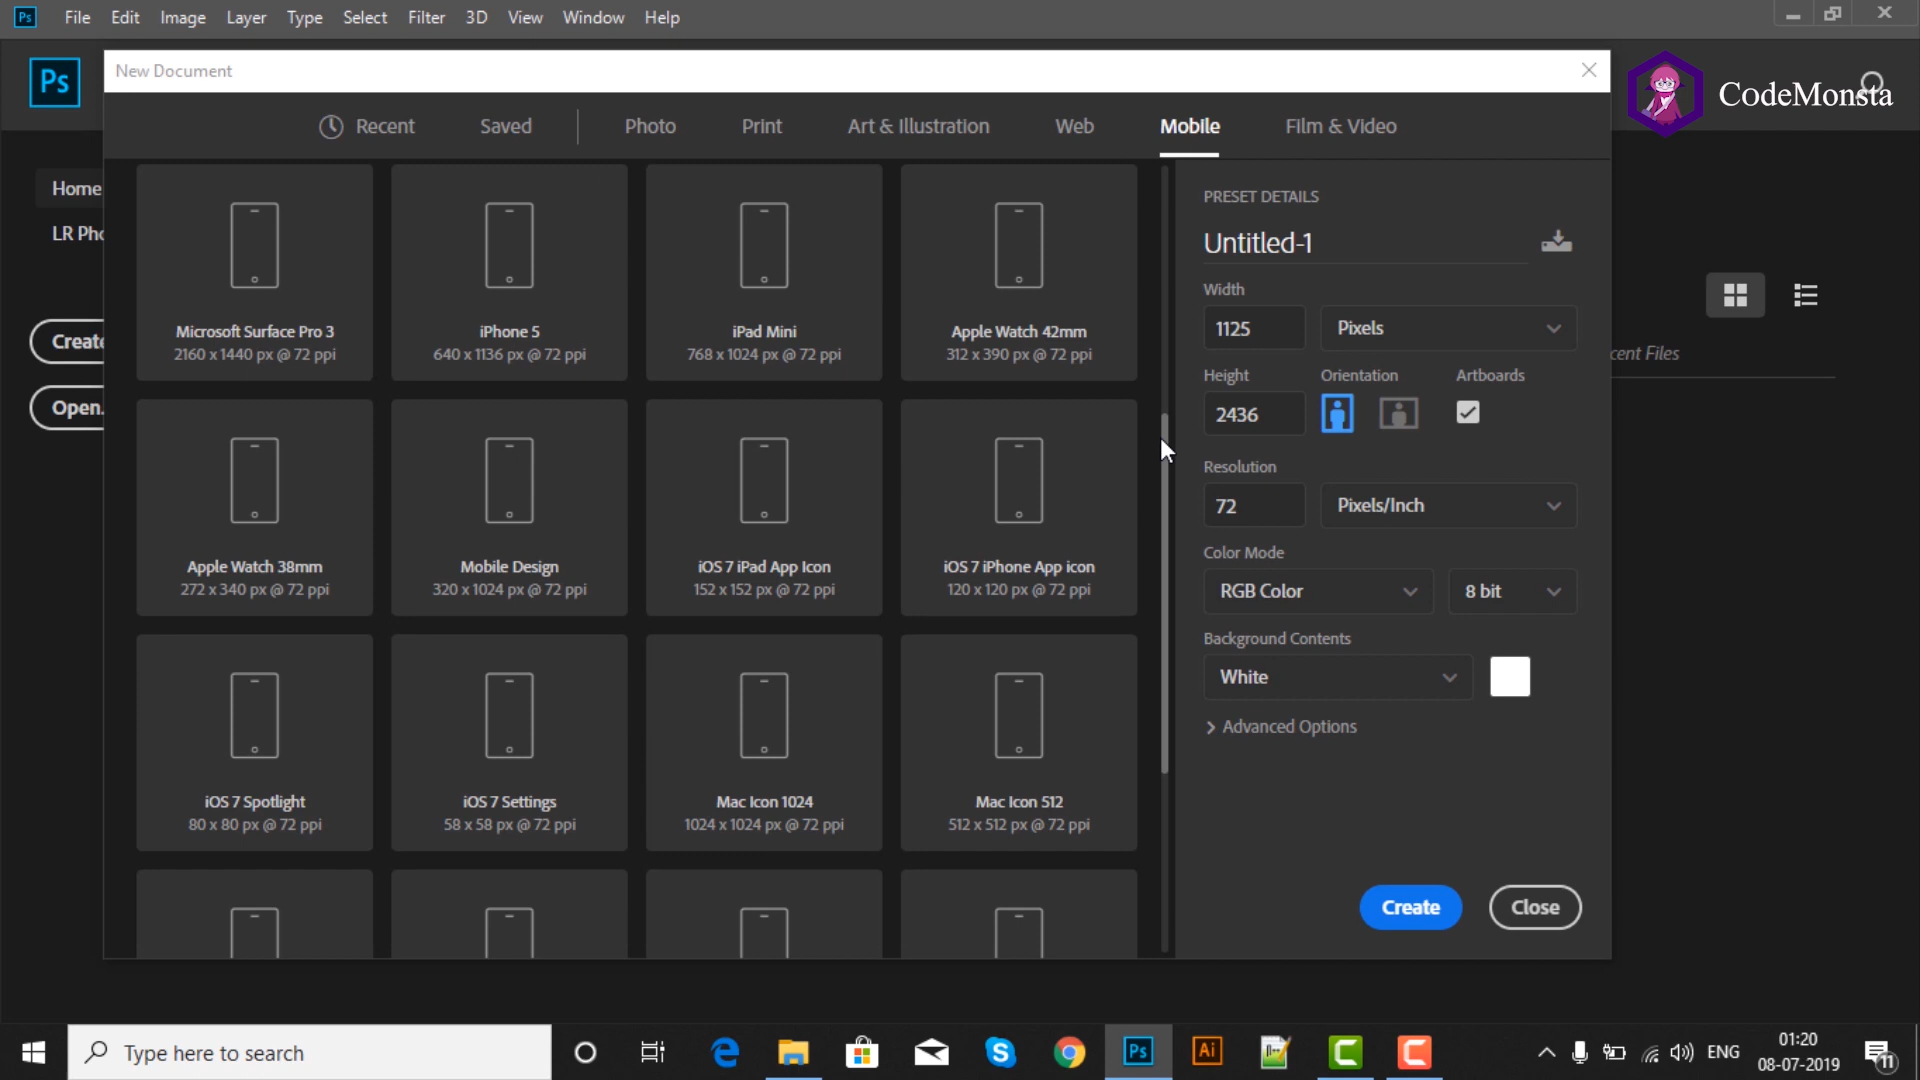 Ps File Edit Image Layer Type Select Filter 3D View Window Help
Ps
New Document
CodeMonsta
Recent Saved Photo Print Art & Illustration Web Mobile Film & Video
Home
LR Pho
Create
Open.
Microsoft Surface Pro 3
2160 x 1440 px @ 72 ppi
iPhone 5
640 x 1136 px @ 72 ppi
iPad Mini
768 x 1024 px @ 72 ppi
Apple Watch 42mm
312 x 390 px @ 72 ppi
Apple Watch 38mm
272 x 340 px @ 72 ppi
Mobile Design
320 x 1024 px @ 72 ppi
iOS 7 iPad App Icon
152 x 152 px @ 72 ppi
iOS 7 iPhone App icon
120 x 120 px @ 72 ppi
iOS 7 Spotlight
80 x 80 px @ 72 ppi
iOS 7 Settings
58 x 58 px @ 72 ppi
Mac Icon 1024
1024 x 1024 px @ 72 ppi
Mac Icon 512
512 x 512 px @ 72 ppi
PRESET DETAILS
Untitled-1
Width
1125 Pixels
Height Orientation Artboards
2436
Resolution
72 Pixels/Inch
Color Mode
RGB Color 8 bit
Background Contents
White
Advanced Options
Create Close
cent Files
Type here to search
Ps Ai
ENG
01:20
08-07-2019
11